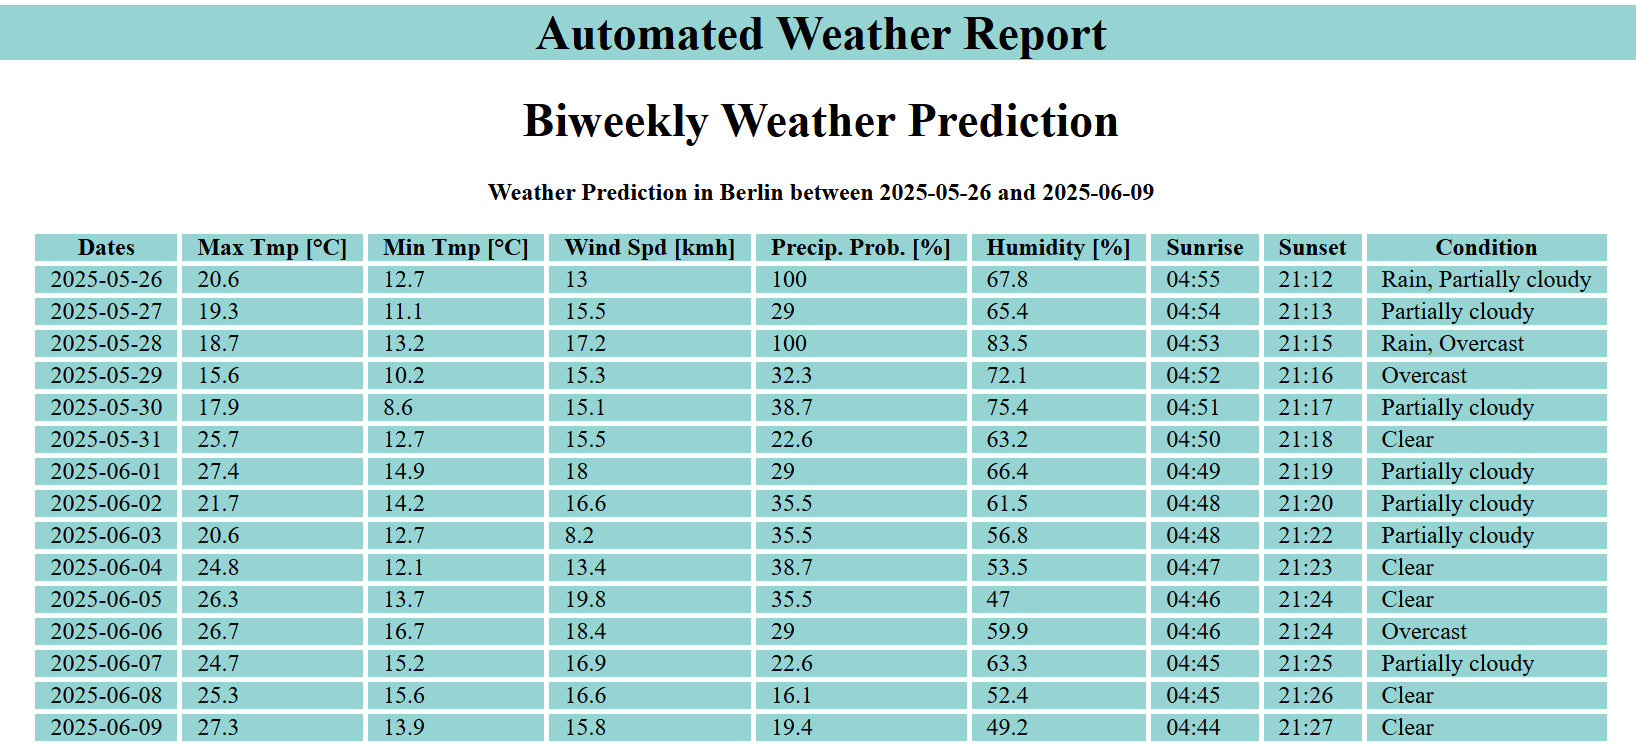 Automated Weather Report
Biweekly Weather Prediction
Weather Prediction in Berlin between 2025-05-26 and 2025-06-09
Dates Max Tmp [°C] Min Tmp [°C] Wind Spd [kmh] Precip. Prob. [%] Humidity [%] Sunrise Sunset Condition
2025-05-26 20.6 12.7 13 100 67.8 04:55 21:12 Rain, Partially cloudy
2025-05-27 19.3 11.1 15.5 29 65.4 04:54 21:13 Partially cloudy
2025-05-28 18.7 13.2 17.2 100 83.5 04:53 21:15 Rain, Overcast
2025-05-29 15.6 10.2 15.3 32.3 72.1 04:52 21:16 Overcast
2025-05-30 17.9 8.6 15.1 38.7 75.4 04:51 21:17 Partially cloudy
2025-05-31 25.7 12.7 15.5 22.6 63.2 04:50 21:18 Clear
2025-06-01 27.4 14.9 18 29 66.4 04:49 21:19 Partially cloudy
2025-06-02 21.7 14.2 16.6 35.5 61.5 04:48 21:20 Partially cloudy
2025-06-03 20.6 12.7 8.2 35.5 56.8 04:48 21:22 Partially cloudy
2025-06-04 24.8 12.1 13.4 38.7 53.5 04:47 21:23 Clear
2025-06-05 26.3 13.7 19.8 35.5 47 04:46 21:24 Clear
2025-06-06 26.7 16.7 18.4 29 59.9 04:46 21:24 Overcast
2025-06-07 24.7 15.2 16.9 22.6 63.3 04:45 21:25 Partially cloudy
2025-06-08 25.3 15.6 16.6 16.1 52.4 04:45 21:26 Clear
2025-06-09 27.3 13.9 15.8 19.4 49.2 04:44 21:27 Clear